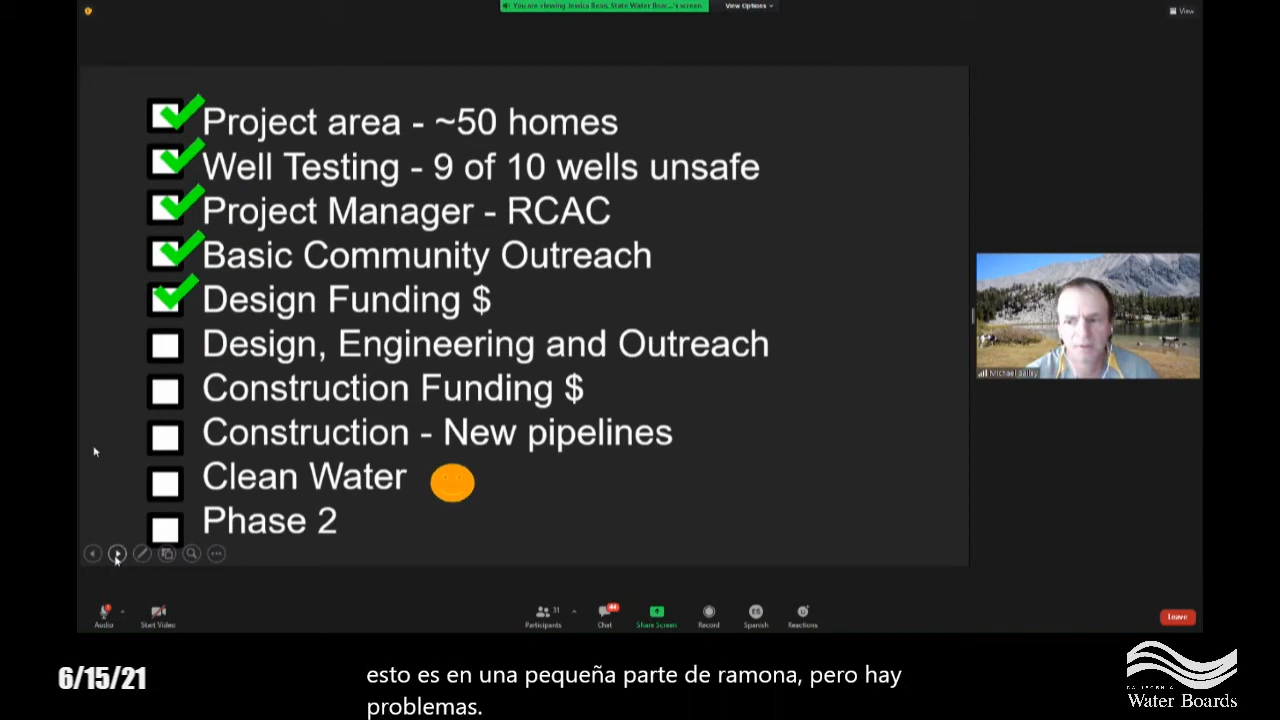 You are viewing Jessica Bean, State Water Boar...'s screen
View Options
View
Project area - ~50 homes
Well Testing - 9 of 10 wells unsafe
Project Manager - RCAC
Basic Community Outreach
Design Funding $
Design, Engineering and Outreach
Construction Funding $
Construction - New pipelines
Clean Water
Phase 2
Michael
Audio
Start Video
Participants
31
Chat
Share Screen
Record
Spanish
Reactions
Leave
6/15/21
esto es en una pequeña parte de ramona, pero hay
problemas.
CALIFORNIA
Water Boards